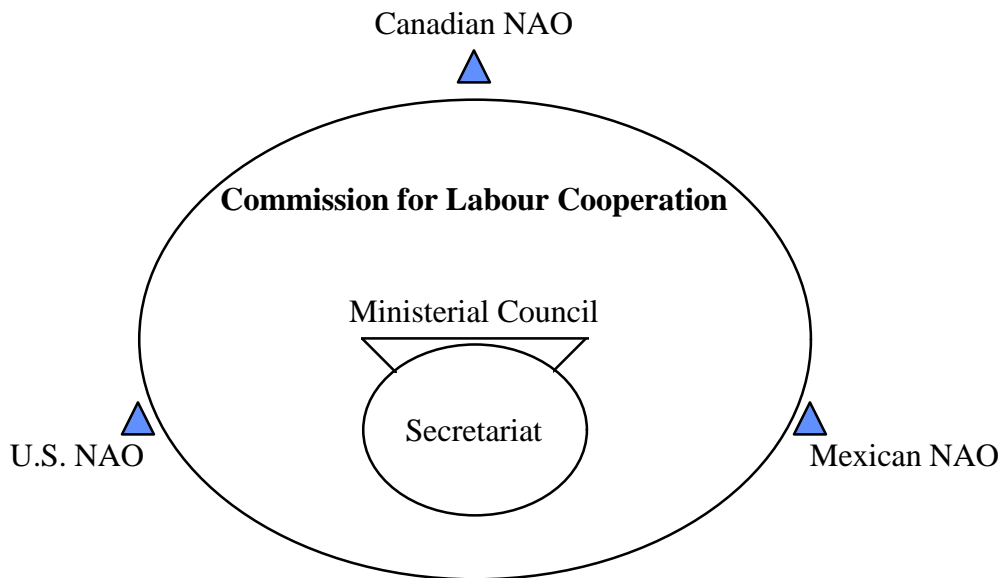 Canadian NAO
Commission for Labour Cooperation
Ministerial Council
Secretariat
U.S. NAO
Mexican NAO